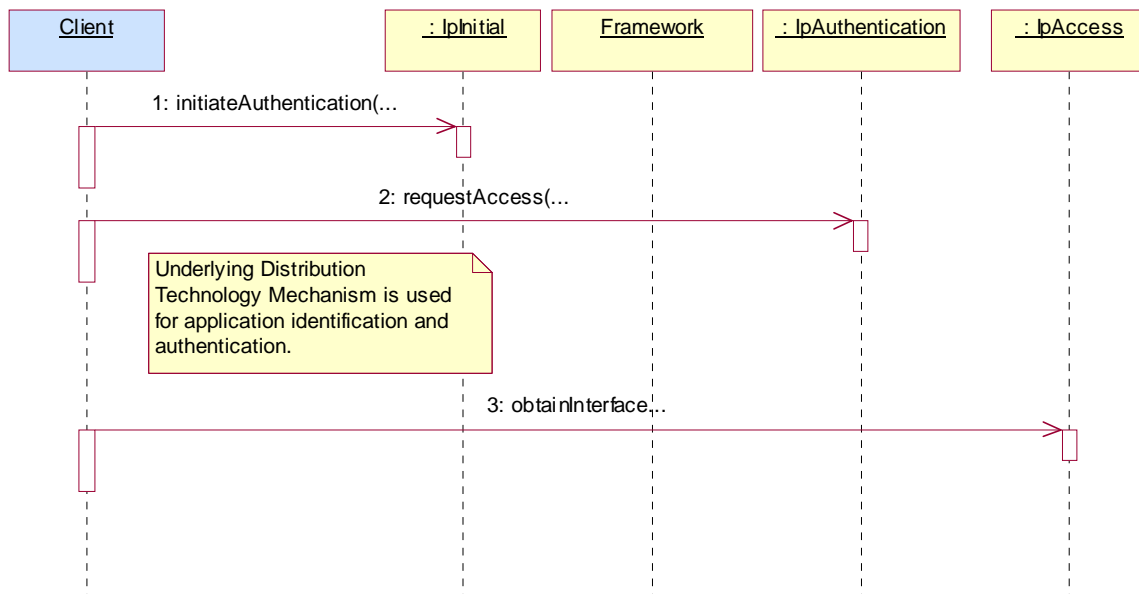 Client
: IpInitial
Framework
: IpAuthentication
: IpAccess
1: initiateAuthentication(...
2: requestAccess(...
Underlying Distribution
Technology Mechanism is used
for application identification and
authentication.
3: obtainInterface...